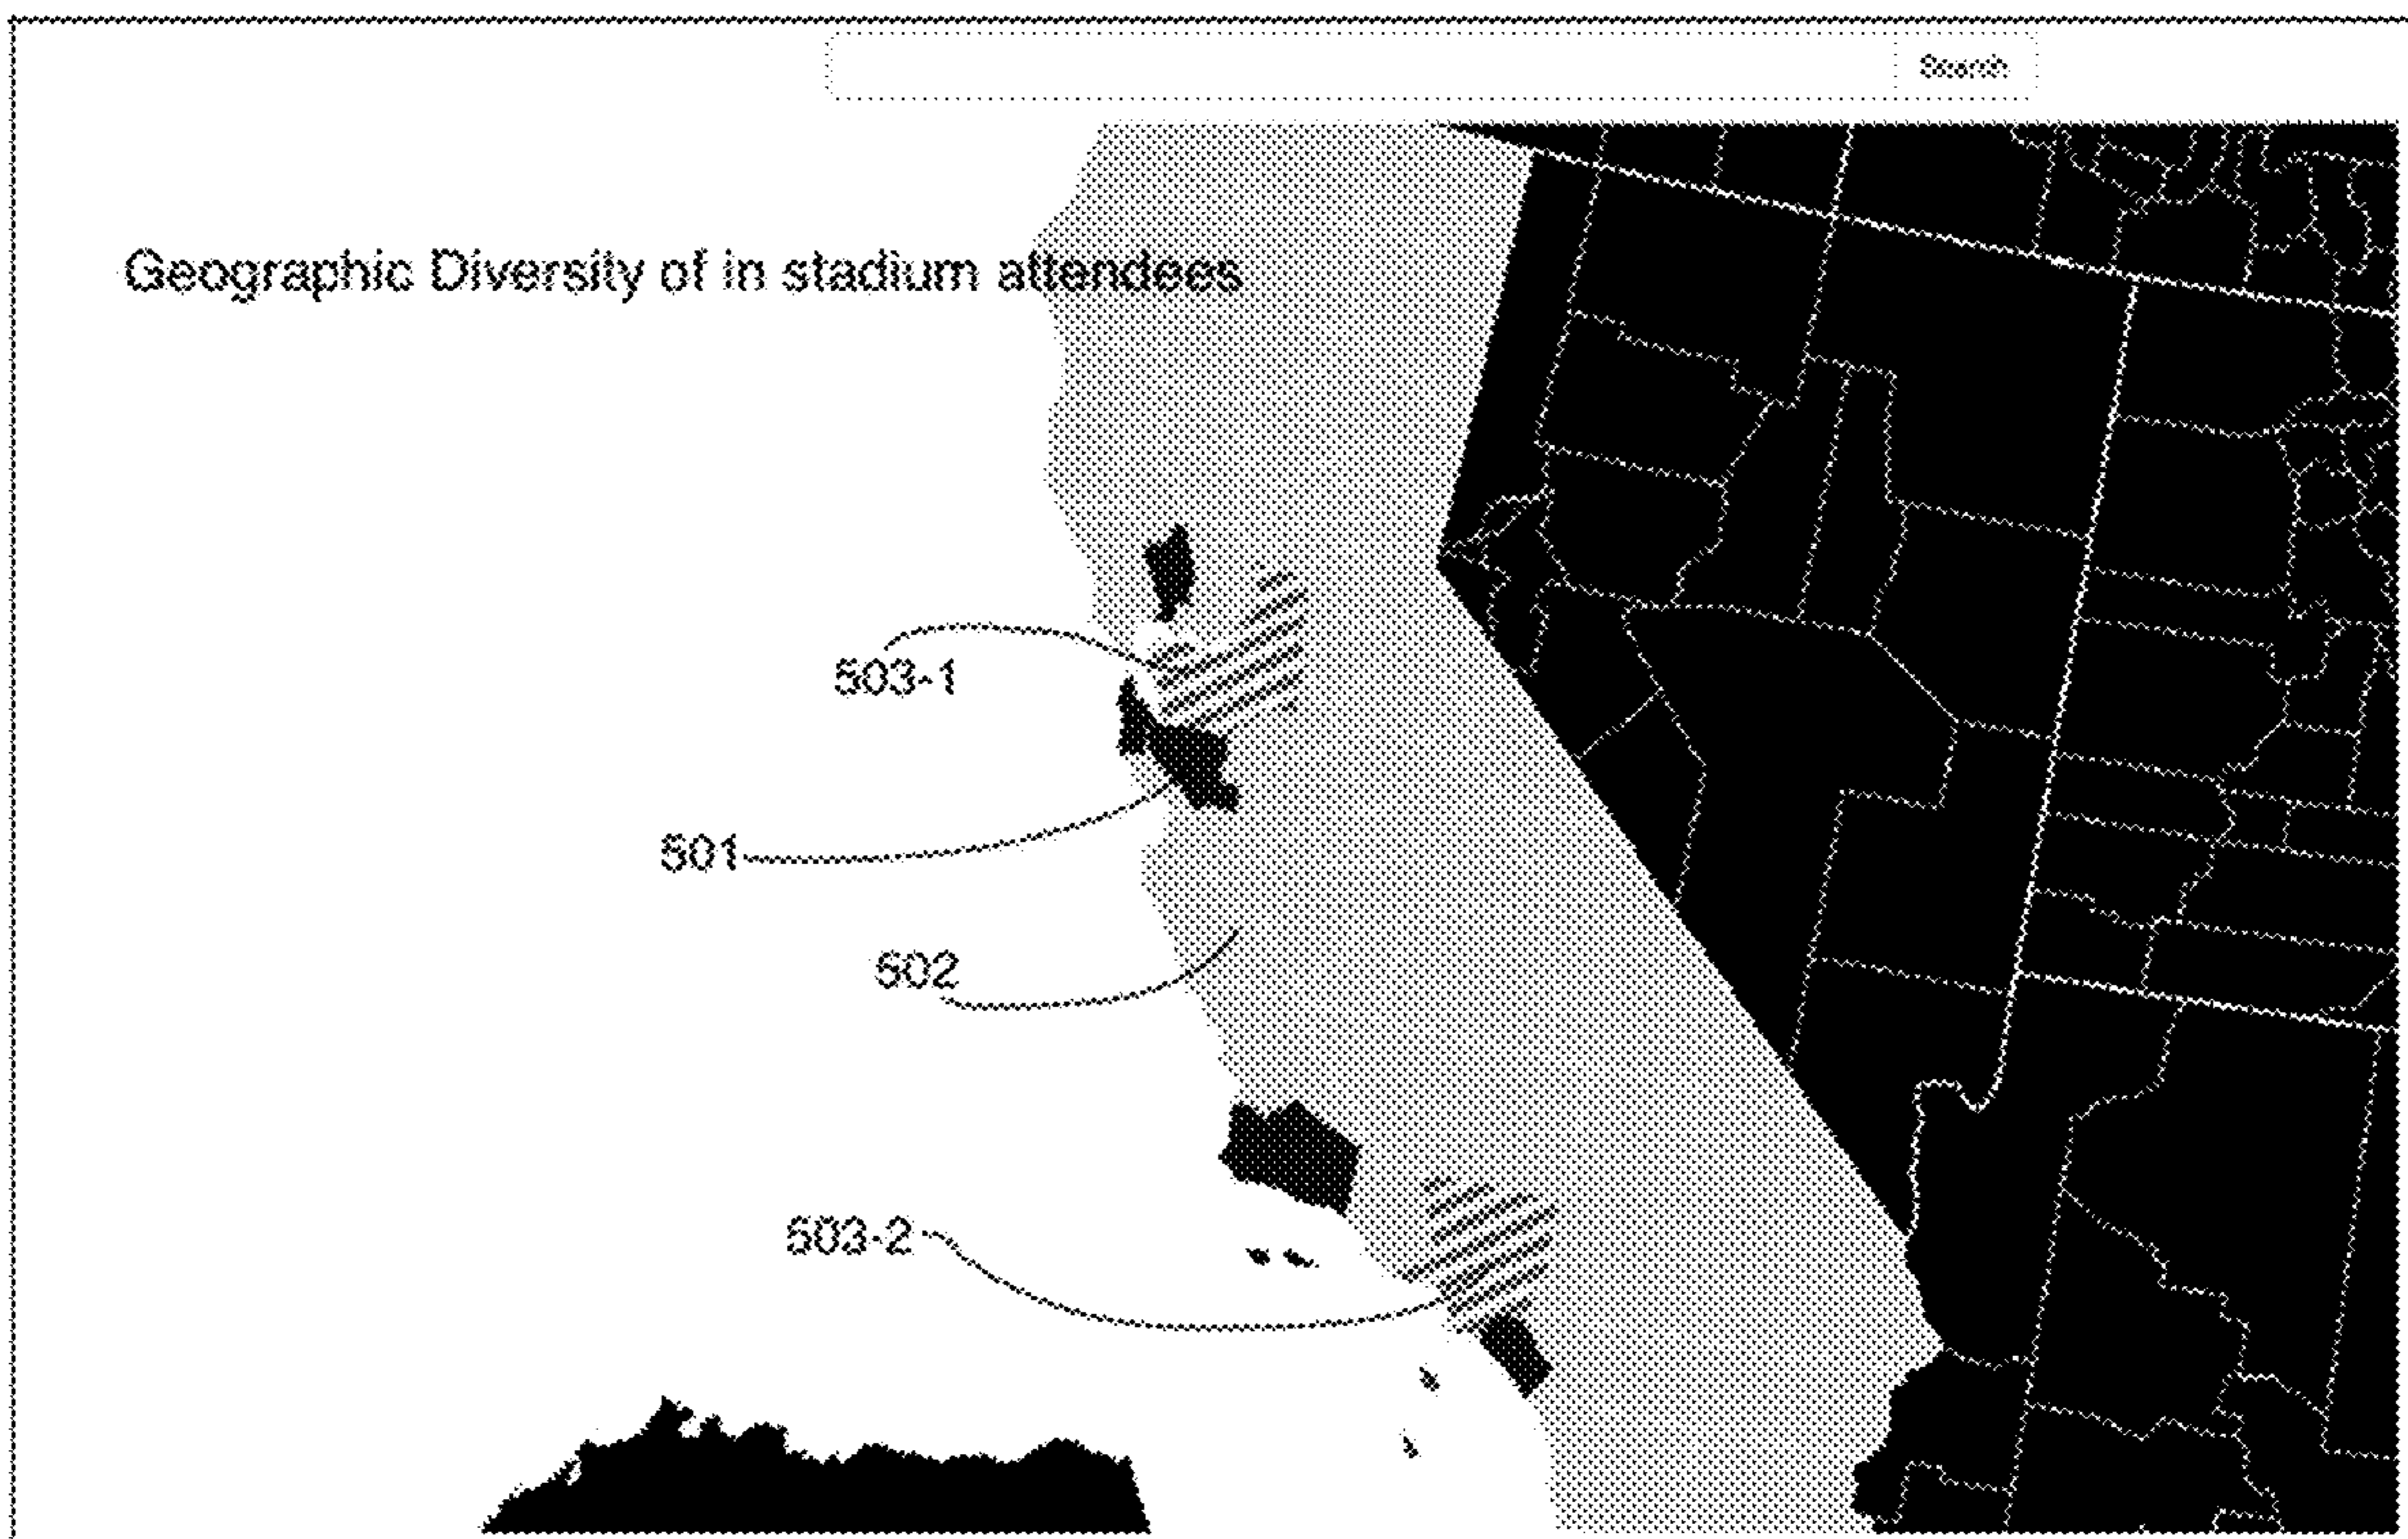 Search
Geographic Diversity of in stadium attendees
503-1
501
502
503-2